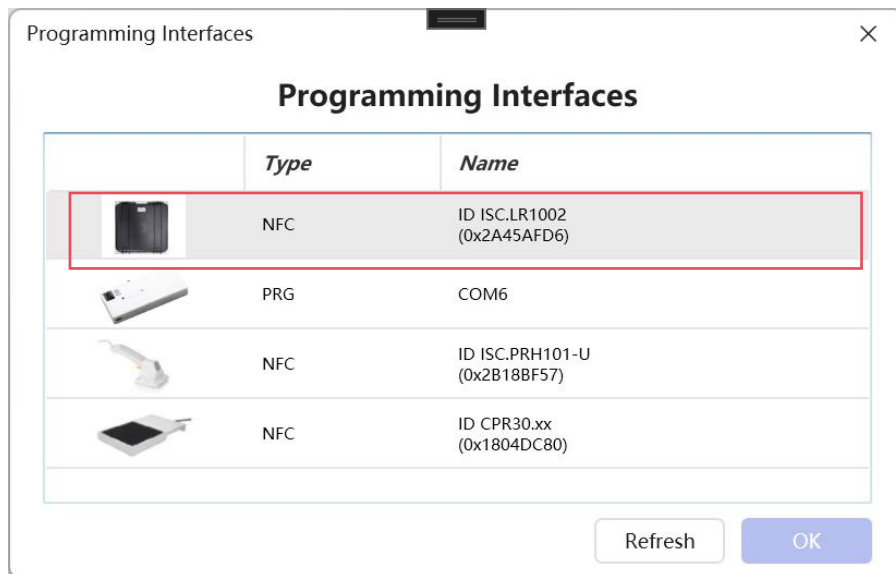 Programming Interfaces
Programming Interfaces
Type Name
NFC ID ISC.LR1002
(0x2A45AFD6)
PRG COM6
NFC ID ISC.PRH101-U
(0x2B18BF57)
NFC ID CPR30.xx
(0x1804DC80)
Refresh OK